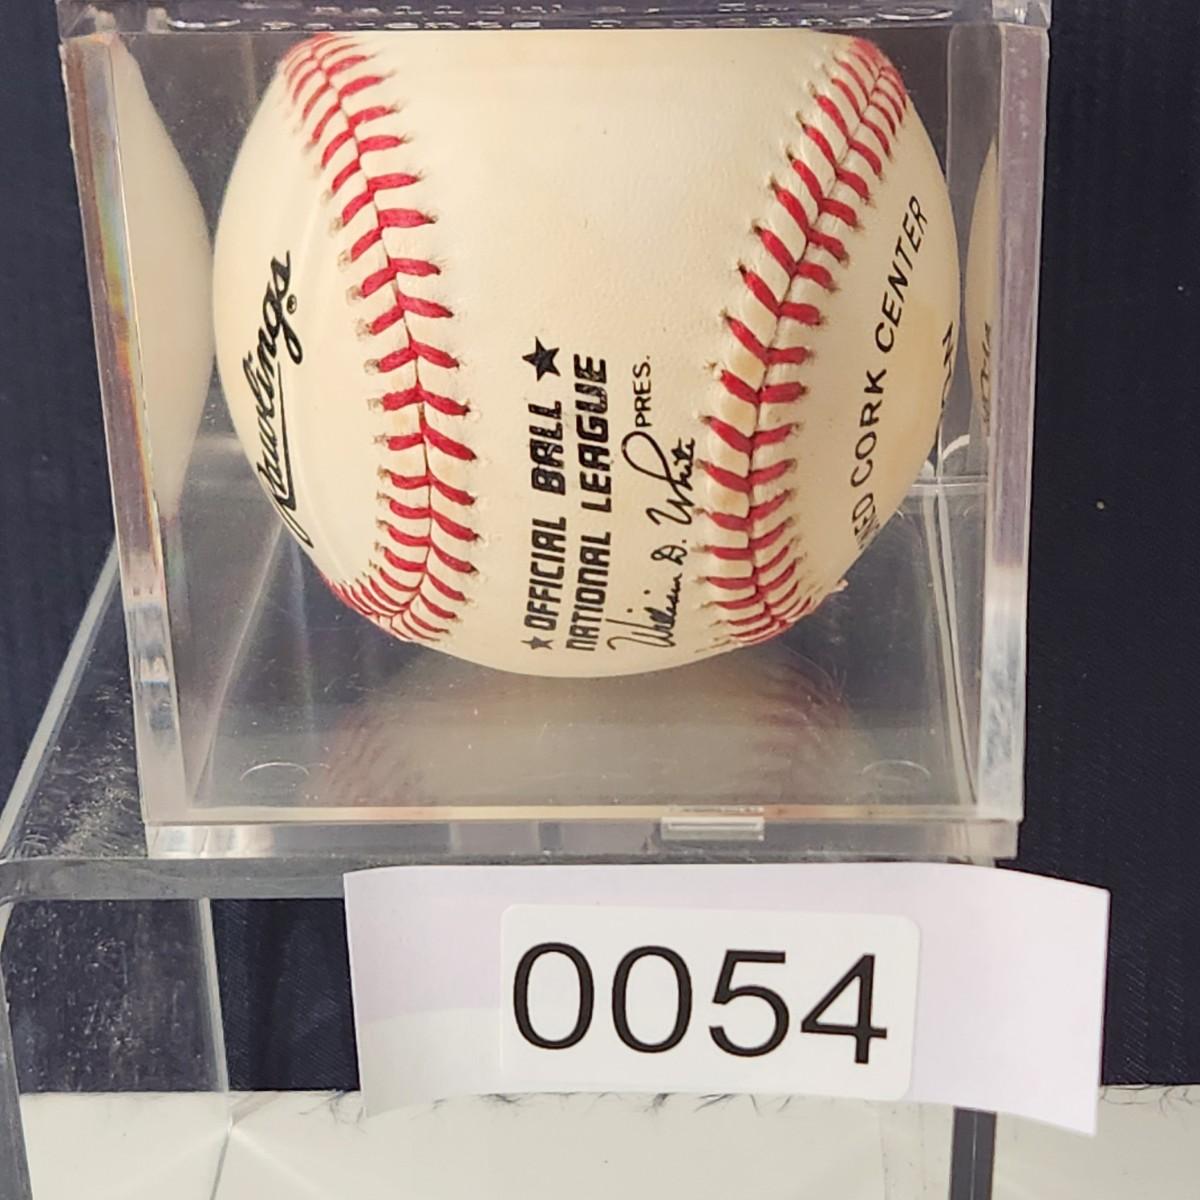 Rawlings®
★ OFFICIAL BALL ★
NATIONAL LEAGUE
William D. White PRES.
CORK CENTER
0054